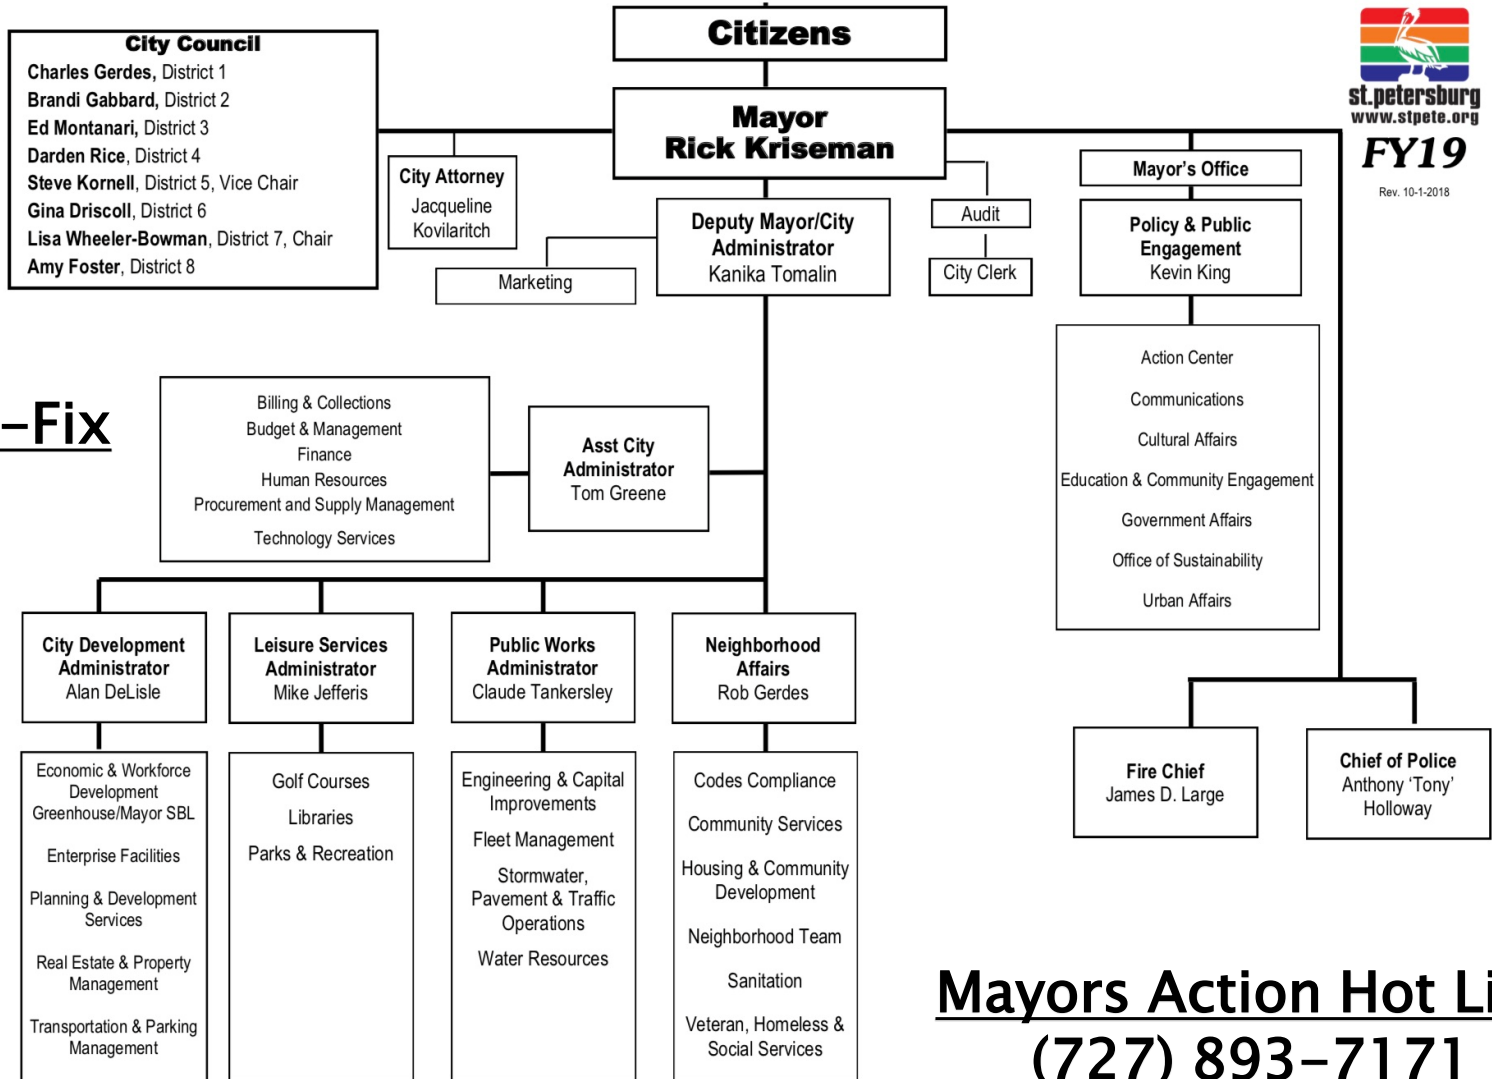 Citizens
City Council
Charles Gerdes, District 1
Brandi Gabbard, District 2
Ed Montanari, District 3
Darden Rice, District 4
Steve Kornell, District 5, Vice Chair
Gina Driscoll, District 6
Lisa Wheeler-Bowman, District 7, Chair
Amy Foster, District 8
Mayor
Rick Kriseman
st.petersburg
www.stpete.org
FY19
Rev. 10-1-2018
City Attorney
Jacqueline
Kovilaritch
Deputy Mayor/City
Administrator
Kanika Tomalin
Marketing
Audit
City Clerk
Mayor's Office
Policy & Public
Engagement
Kevin King
Action Center
Communications
Cultural Affairs
Education & Community Engagement
Government Affairs
Office of Sustainability
Urban Affairs
-Fix
Billing & Collections
Budget & Management
Finance
Human Resources
Procurement and Supply Management
Technology Services
Asst City
Administrator
Tom Greene
City Development
Administrator
Alan DeLisle
Economic & Workforce
Development
Greenhouse/Mayor SBL
Enterprise Facilities
Planning & Development
Services
Real Estate & Property
Management
Transportation & Parking
Management
Leisure Services
Administrator
Mike Jefferis
Golf Courses
Libraries
Parks & Recreation
Public Works
Administrator
Claude Tankersley
Engineering & Capital
Improvements
Fleet Management
Stormwater,
Pavement & Traffic
Operations
Water Resources
Neighborhood
Affairs
Rob Gerdes
Codes Compliance
Community Services
Housing & Community
Development
Neighborhood Team
Sanitation
Veteran, Homeless &
Social Services
Fire Chief
James D. Large
Chief of Police
Anthony 'Tony'
Holloway
Mayors Action Hot Li
(727) 893-7171